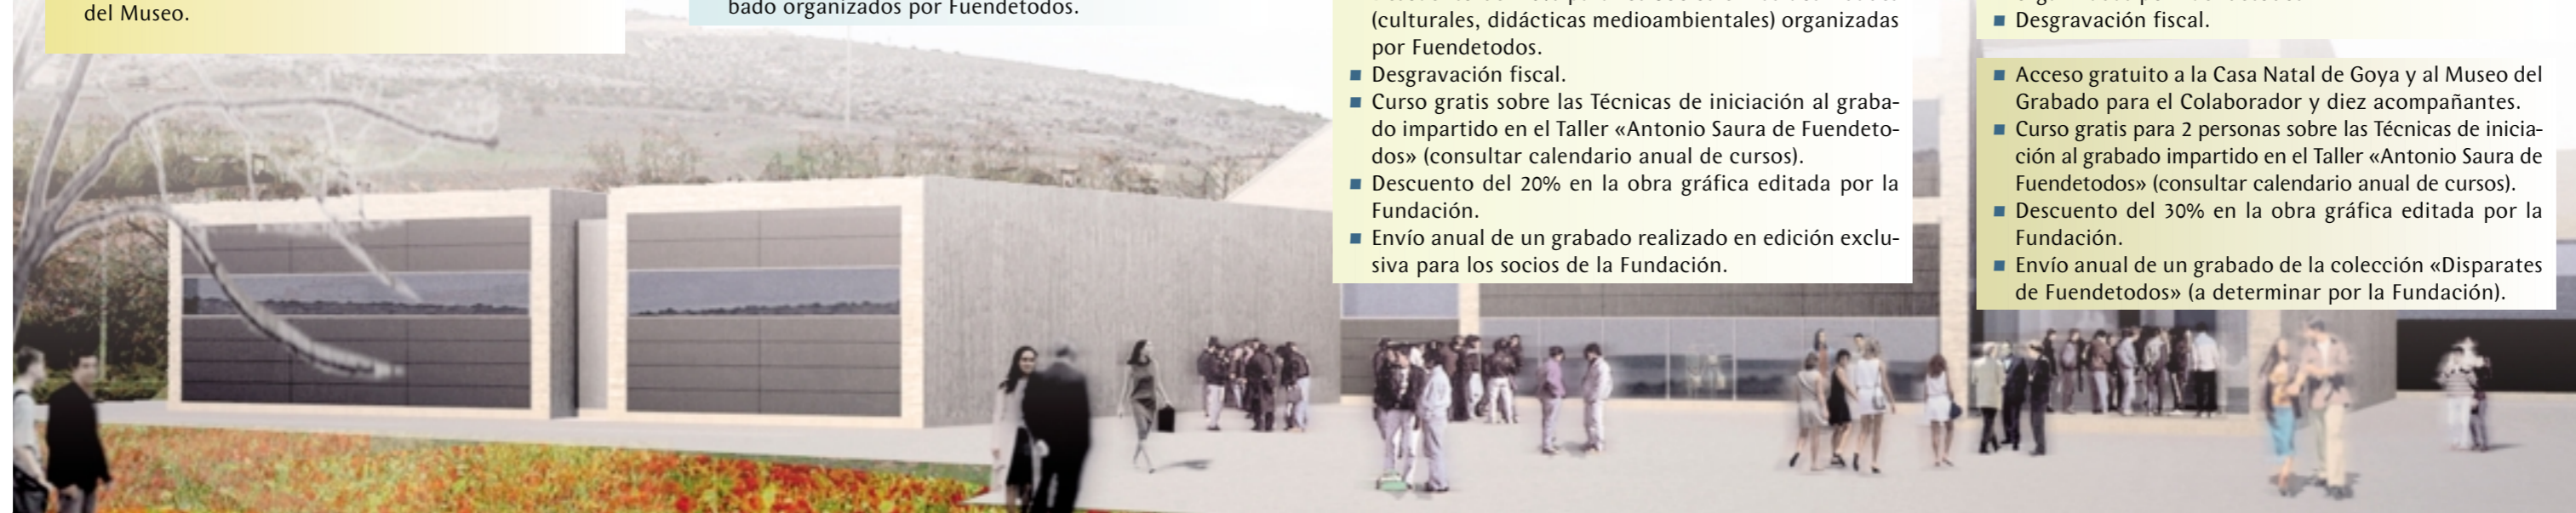 del Museo.
bado organizados por Fuendetodos.
(culturales, didácticas medioambientales) organizadas
por Fuendetodos.
■ Desgravación fiscal.
■ Curso gratis sobre las Técnicas de iniciación al graba-
do impartido en el Taller «Antonio Saura de Fuendeto-
dos» (consultar calendario anual de cursos).
■ Descuento del 20% en la obra gráfica editada por la
Fundación.
■ Envío anual de un grabado realizado en edición exclu-
siva para los socios de la Fundación.
■ Desgravación fiscal.
■ Acceso gratuito a la Casa Natal de Goya y al Museo del
Grabado para el Colaborador y diez acompañantes.
■ Curso gratis para 2 personas sobre las Técnicas de inicia-
ción al grabado impartido en el Taller «Antonio Saura de
Fuendetodos» (consultar calendario anual de cursos).
■ Descuento del 30% en la obra gráfica editada por la
Fundación.
■ Envío anual de un grabado de la colección «Disparates
de Fuendetodos» (a determinar por la Fundación).